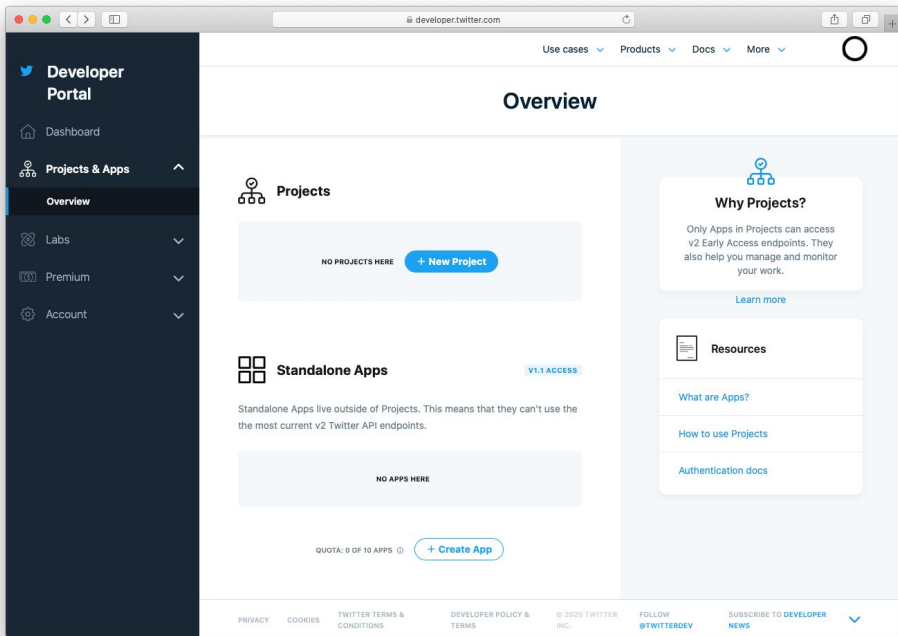 developer.twitter.com
Use cases
Products
Docs
More
Developer
Portal
Dashboard
Projects & Apps
Overview
Labs
Premium
Account
Overview
Projects
NO PROJECTS HERE
+ New Project
Standalone Apps
V1.1 ACCESS
Standalone Apps live outside of Projects. This means that they can't use the
the most current v2 Twitter API endpoints.
NO APPS HERE
QUOTA: 0 OF 10 APPS
+ Create App
Why Projects?
Only Apps in Projects can access
v2 Early Access endpoints. They
also help you manage and monitor
your work.
Learn more
Resources
What are Apps?
How to use Projects
Authentication docs
PRIVACY
COOKIES
TWITTER TERMS &
CONDITIONS
DEVELOPER POLICY &
TERMS
© 2020 TWITTER
INC.
FOLLOW
@TWITTERDEV
SUBSCRIBE TO DEVELOPER
NEWS